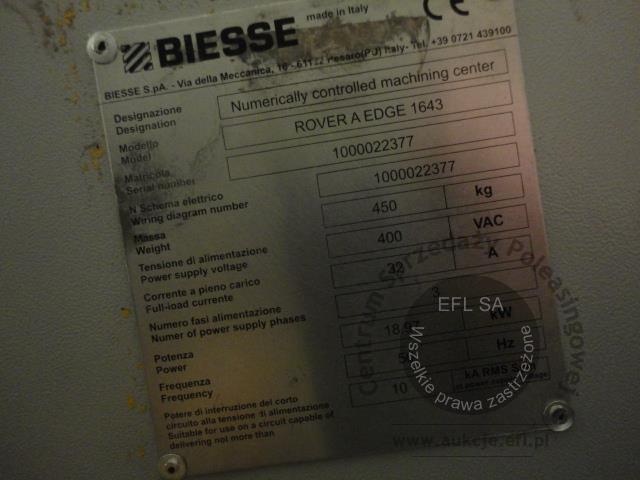 BIESSE made in Italy CE
BIESSE S.pA. - Via della Meccanica, 16 - 61122 Pesaro(PU) Italy- Tel. +39 0721 439100
Designazione
Designation
Numerically controlled machining center
Modello
Model
ROVER A EDGE 1643
Matricola
Serial number
1000022377
N Schema elettrico
Wiring diagram number
1000022377
Massa
Weight
450 kg
Tensione di alimentazione
Power supply voltage
400 VAC
Corrente a pieno carico
Full-load currente
32 A
Numero fasi alimentazione
Numer of power supply phases
3
Potenza
Power
18,97 kW
Frequenza
Frequency
Hz
Potere di interruzione del corto
circuito alla tensione di alimentazione
Suitable for use on a circuit capable of
delivering not more than
10 kA RMS
Centrum Sprzedaży Poleasingowej
EFL SA
Wszelkie prawa zastrzeżone
www.aukcje.efl.pl